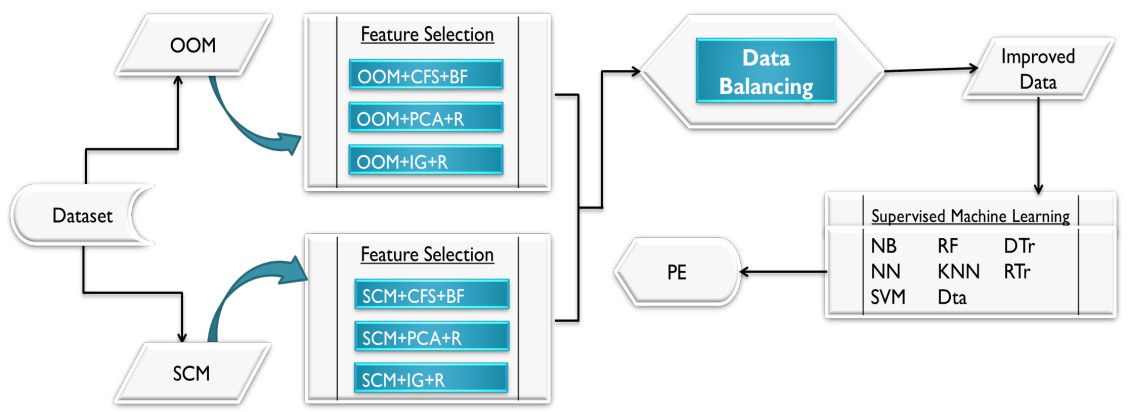 OOM
Feature Selection
OOM+CFS+BF
OOM+PCA+R
OOM+IG+R
Dataset
SCM
Feature Selection
SCM+CFS+BF
SCM+PCA+R
SCM+IG+R
Data
Balancing
Improved
Data
Supervised Machine Learning
NB RF DTr
NN KNN RTr
SVM Dta
PE